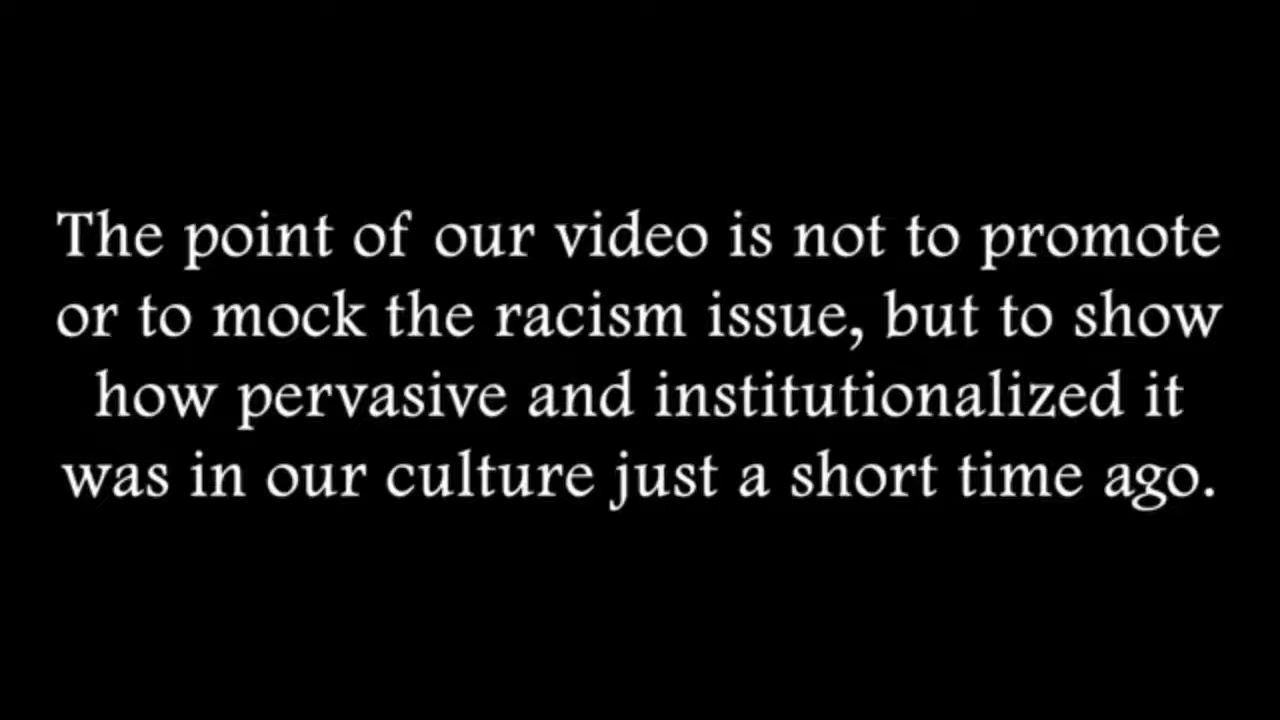 The point of our video is not to promote
or to mock the racism issue, but to show
how pervasive and institutionalized it
was in our culture just a short time ago.